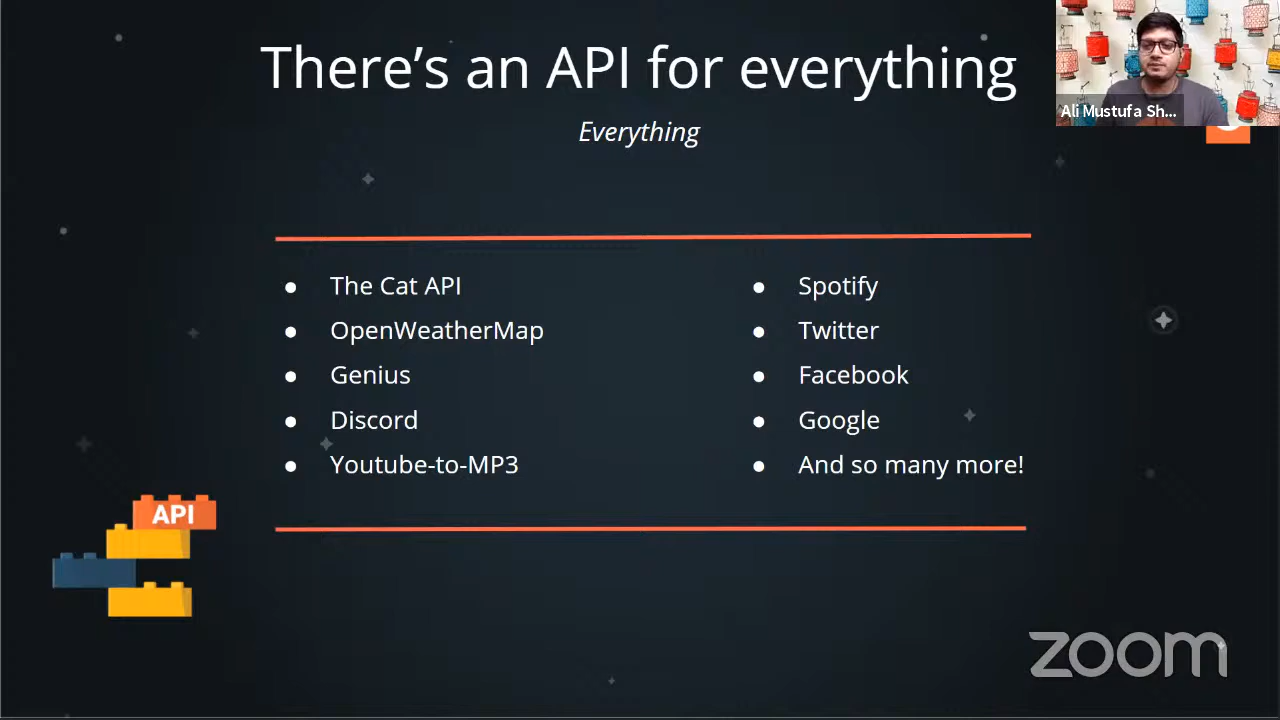 There's an API for everything
Everything
Ali Mustufa Sh...
● The Cat API
● OpenWeatherMap
● Genius
● Discord
● Youtube-to-MP3
● Spotify
● Twitter
● Facebook
● Google
● And so many more!
API
zoom